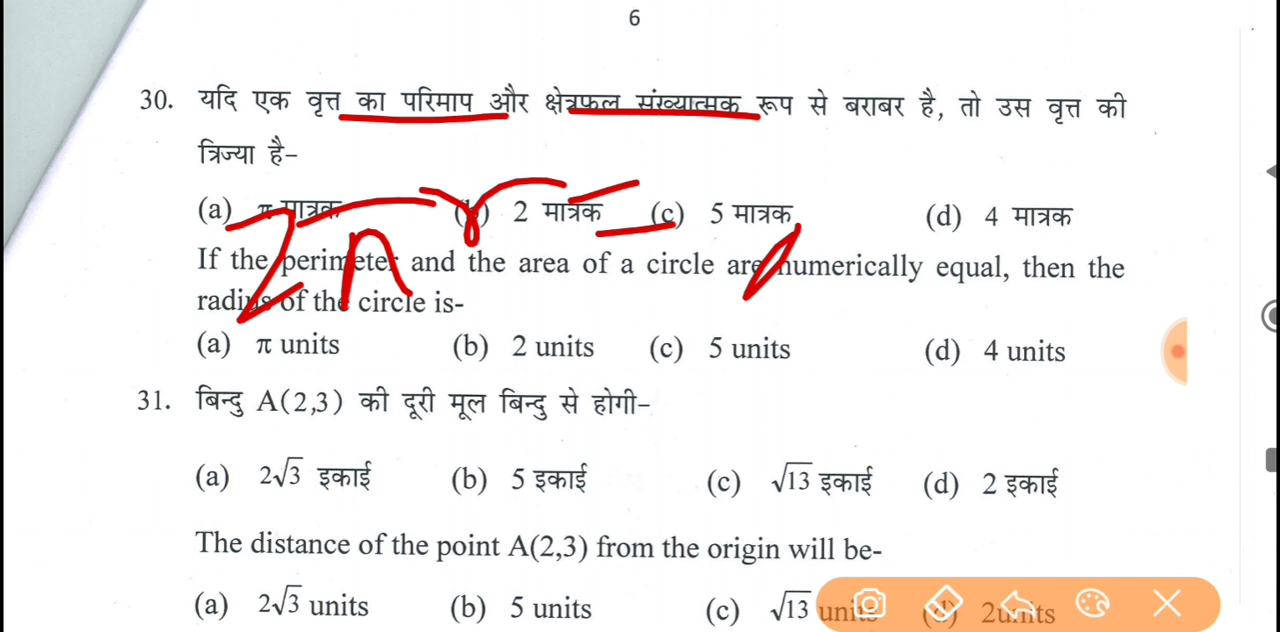 6
30. यदि एक वृत्त का परिमाप और क्षेत्रफल संख्यात्मक रूप से बराबर है, तो उस वृत्त की
त्रिज्या है-
(a) π मात्रक (b) 2 मात्रक (c) 5 मात्रक (d) 4 मात्रक
2πr =
If the perimeter and the area of a circle are numerically equal, then the
radius of the circle is-
(a) π units (b) 2 units (c) 5 units (d) 4 units
31. बिन्दु A(2,3) की दूरी मूल बिन्दु से होगी-
(a) 2√3 इकाई (b) 5 इकाई (c) √13 इकाई (d) 2 इकाई
The distance of the point A(2,3) from the origin will be-
(a) 2√3 units (b) 5 units (c) √13 units (d) 2units